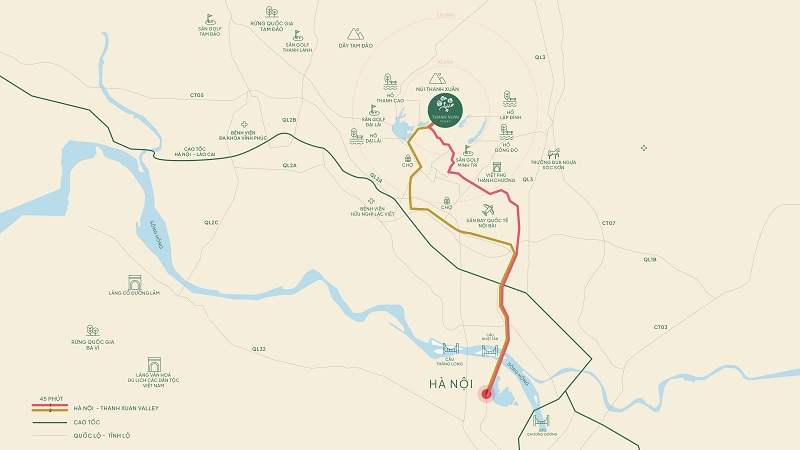 SÂN GOLF
TAM ĐẢO
RỪNG QUỐC GIA
TAM ĐẢO
SÂN GOLF
THANH LANH
DÃY TAM ĐẢO
QL3
NÚI THANH XUÂN
HỒ
THANH CAO
THANH XUAN
VALLEY
HỒ
LẬP ĐÌNH
CT05
QL2B
SÂN GOLF
ĐẠI LẢI
BỆNH VIỆN
ĐA KHOA VĨNH PHÚC
HỒ
ĐẠI LẢI
HỒ
ĐỒNG ĐÒ
CAO TỐC
HÀ NỘI - LÀO CAI
CHỢ
SÂN GOLF
MINH TRÍ
TRƯỜNG ĐUA NGỰA
SÓC SƠN
QL2A
QL2A
VIỆT PHỦ
THÀNH CHƯƠNG
QL3
BỆNH VIỆN
HỮU NGHỊ LẠC VIỆT
CHỢ
SÂN BAY QUỐC TẾ
NỘI BÀI
QL2C
CT07
SÔNG HỒNG
QL1B
LÀNG CỔ ĐƯỜNG LÂM
CT03
RỪNG QUỐC GIA
BA VÌ
QL32
CẦU
NHẬT TÂN
CẦU
THĂNG LONG
SÔNG HỒNG
LÀNG VĂN HOÁ
DU LỊCH CÁC DÂN TỘC
VIỆT NAM
HÀ NỘI
45 PHÚT
1
2
HÀ NỘI - THANH XUAN VALLEY
CAO TỐC
QUỐC LỘ - TỈNH LỘ
CẦU
CHƯƠNG DƯƠNG